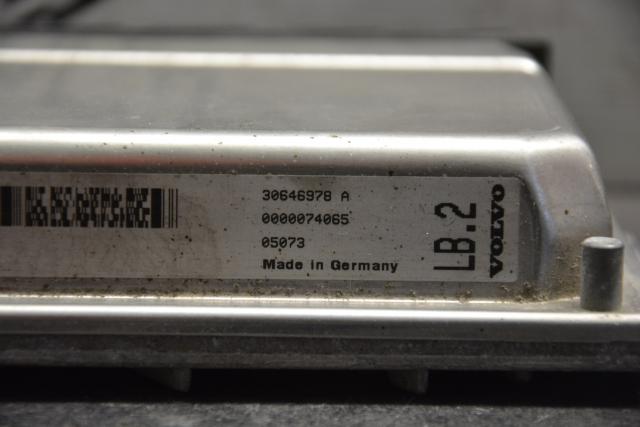 30646978 A
0000074065
05073
Made in Germany
LB.2
VOLVO